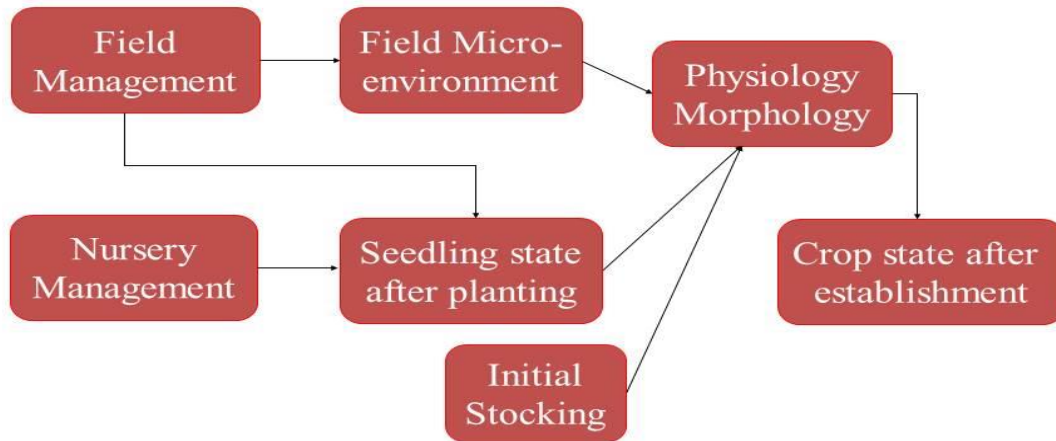 Field
Management
Field Micro-
environment
Physiology
Morphology
Nursery
Management
Seedling state
after planting
Crop state after
establishment
Initial
Stocking